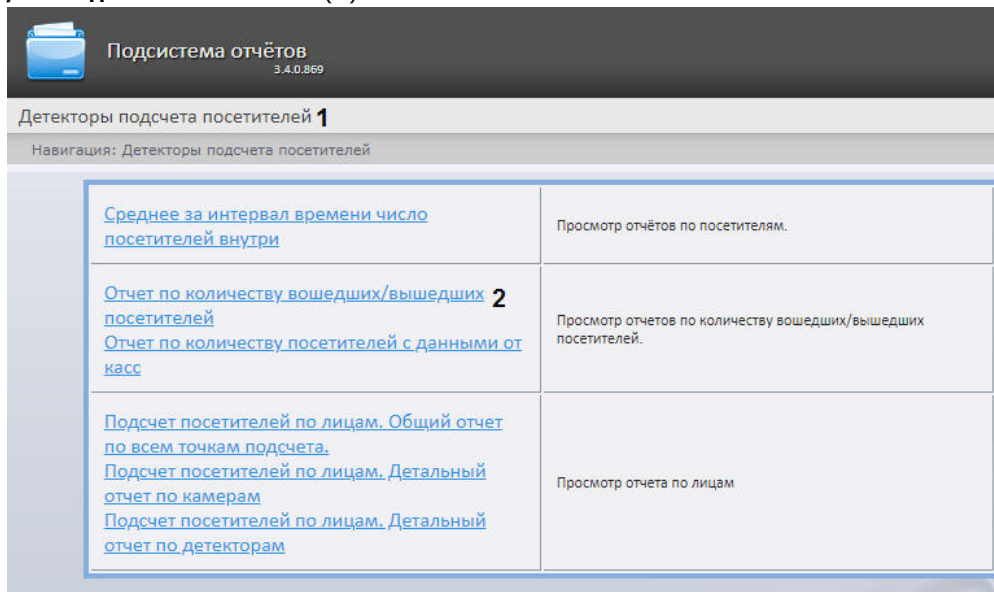 Подсистема отчётов
3.4.0.869
Детекторы подсчета посетителей 1
Навигация: Детекторы подсчета посетителей
Среднее за интервал времени число
посетителей внутри
Просмотр отчётов по посетителям.
Отчет по количеству вошедших/вышедших 2
посетителей
Отчет по количеству посетителей с данными от
касс
Просмотр отчетов по количеству вошедших/вышедших
посетителей.
Подсчет посетителей по лицам. Общий отчет
по всем точкам подсчета.
Подсчет посетителей по лицам. Детальный
отчет по камерам
Подсчет посетителей по лицам. Детальный
отчет по детекторам
Просмотр отчета по лицам